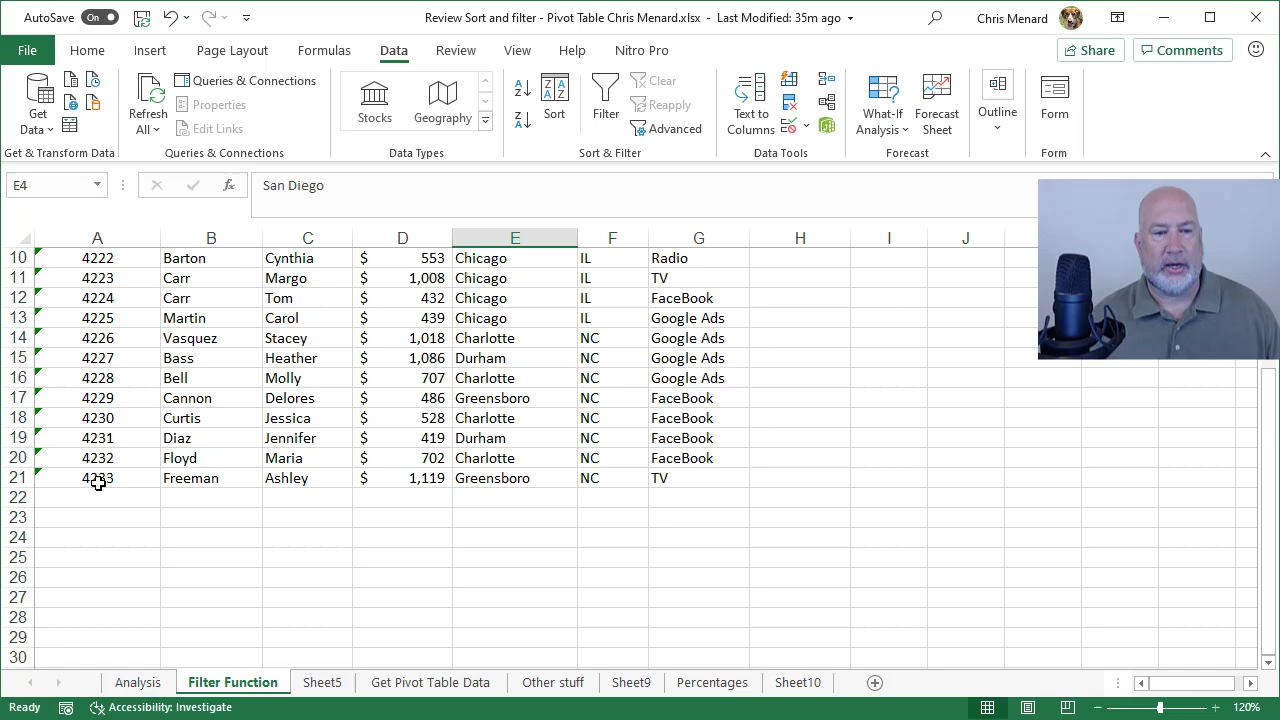 AutoSave On Review Sort and filter - Pivot Table Chris Menard.xlsx - Last Modified: 35m ago Chris Menard
File Home Insert Page Layout Formulas Data Review View Help Nitro Pro Share Comments
Get Data Refresh All Queries & Connections Properties Edit Links Stocks Geography Sort Filter Clear Reapply Advanced Text to Columns What-If Analysis Forecast Sheet Outline Form
Get & Transform Data Queries & Connections Data Types Sort & Filter Data Tools Forecast Form
E4 fx San Diego
A B C D E F G H I J
10 4222 Barton Cynthia $ 553 Chicago IL Radio
11 4223 Carr Margo $ 1,008 Chicago IL TV
12 4224 Carr Tom $ 432 Chicago IL FaceBook
13 4225 Martin Carol $ 439 Chicago IL Google Ads
14 4226 Vasquez Stacey $ 1,018 Charlotte NC Google Ads
15 4227 Bass Heather $ 1,086 Durham NC Google Ads
16 4228 Bell Molly $ 707 Charlotte NC Google Ads
17 4229 Cannon Delores $ 486 Greensboro NC FaceBook
18 4230 Curtis Jessica $ 528 Charlotte NC FaceBook
19 4231 Diaz Jennifer $ 419 Durham NC FaceBook
20 4232 Floyd Maria $ 702 Charlotte NC FaceBook
21 4233 Freeman Ashley $ 1,119 Greensboro NC TV
22
23
24
25
26
27
28
29
30
Analysis Filter Function Sheet5 Get Pivot Table Data Other stuff Sheet9 Percentages Sheet10
Ready Accessibility: Investigate 120%